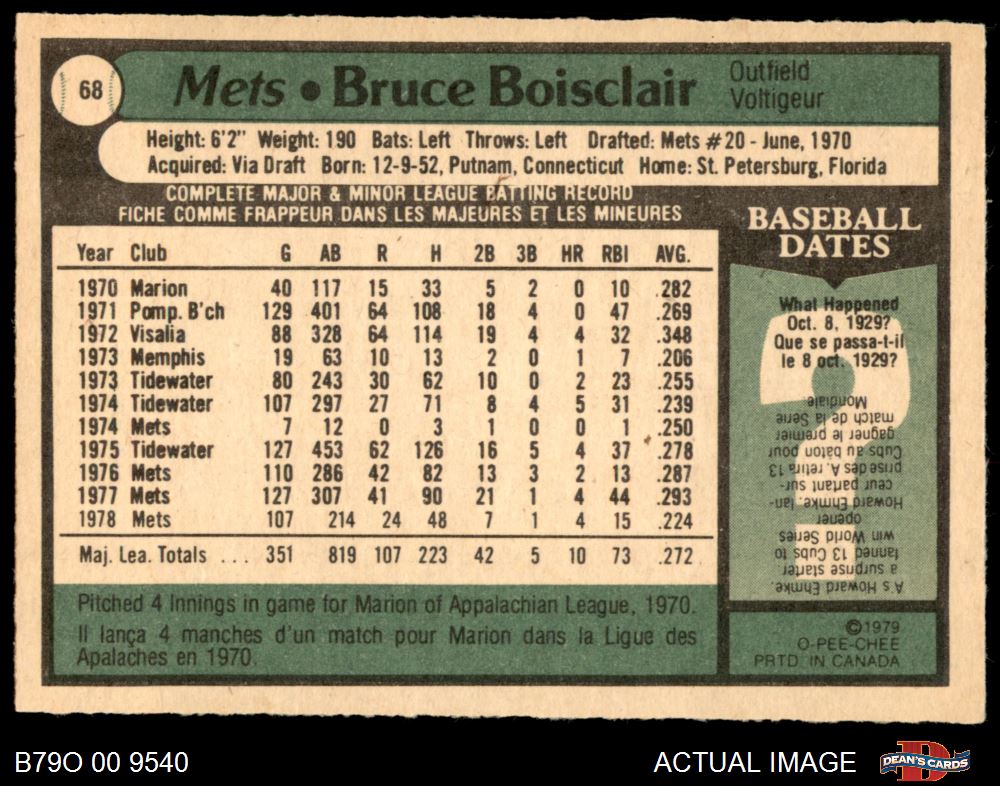 68
Mets • Bruce Boisclair
Outfield
Voltigeur
Height: 6'2" Weight: 190 Bats: Left Throws: Left Drafted: Mets #20 - June, 1970
Acquired: Via Draft Born: 12-9-52, Putnam, Connecticut Home: St. Petersburg, Florida
COMPLETE MAJOR & MINOR LEAGUE BATTING RECORD
FICHE COMME FRAPPEUR DANS LES MAJEURES ET LES MINEURES
Year Club G AB R H 2B 3B HR RBI AVG.
1970 Marion 40 117 15 33 5 2 0 10 .282
1971 Pomp. B'ch 129 401 64 108 18 4 0 47 .269
1972 Visalia 88 328 64 114 19 4 4 32 .348
1973 Memphis 19 63 10 13 2 0 1 7 .206
1973 Tidewater 80 243 30 62 10 0 2 23 .255
1974 Tidewater 107 297 27 71 8 4 5 31 .239
1974 Mets 7 12 0 3 1 0 0 1 .250
1975 Tidewater 127 453 62 126 16 5 4 37 .278
1976 Mets 110 286 42 82 13 3 2 13 .287
1977 Mets 127 307 41 90 21 1 4 44 .293
1978 Mets 107 214 24 48 7 1 4 15 .224
Maj. Lea. Totals ... 351 819 107 223 42 5 10 73 .272
Pitched 4 Innings in game for Marion of Appalachian League, 1970.
Il lança 4 manches d'un match pour Marion dans la Ligue des
Apalaches en 1970.
BASEBALL
DATES
What Happened
Oct. 8, 1929?
Que se passa-t-il
le 8 oct. 1929?
A's Howard Ehmke,
a surprise starter,
fanned 13 Cubs to
win World Series
opener
Howard Ehmke, lan-
ceur partant sur-
prise des A, retira 13
Cubs au bâton pour
gagner le premier
match de la Serie
Mondiale
©1979
O-PEE-CHEE
PRTD. IN CANADA
B79O 00 9540
ACTUAL IMAGE
DEAN'S CARDS